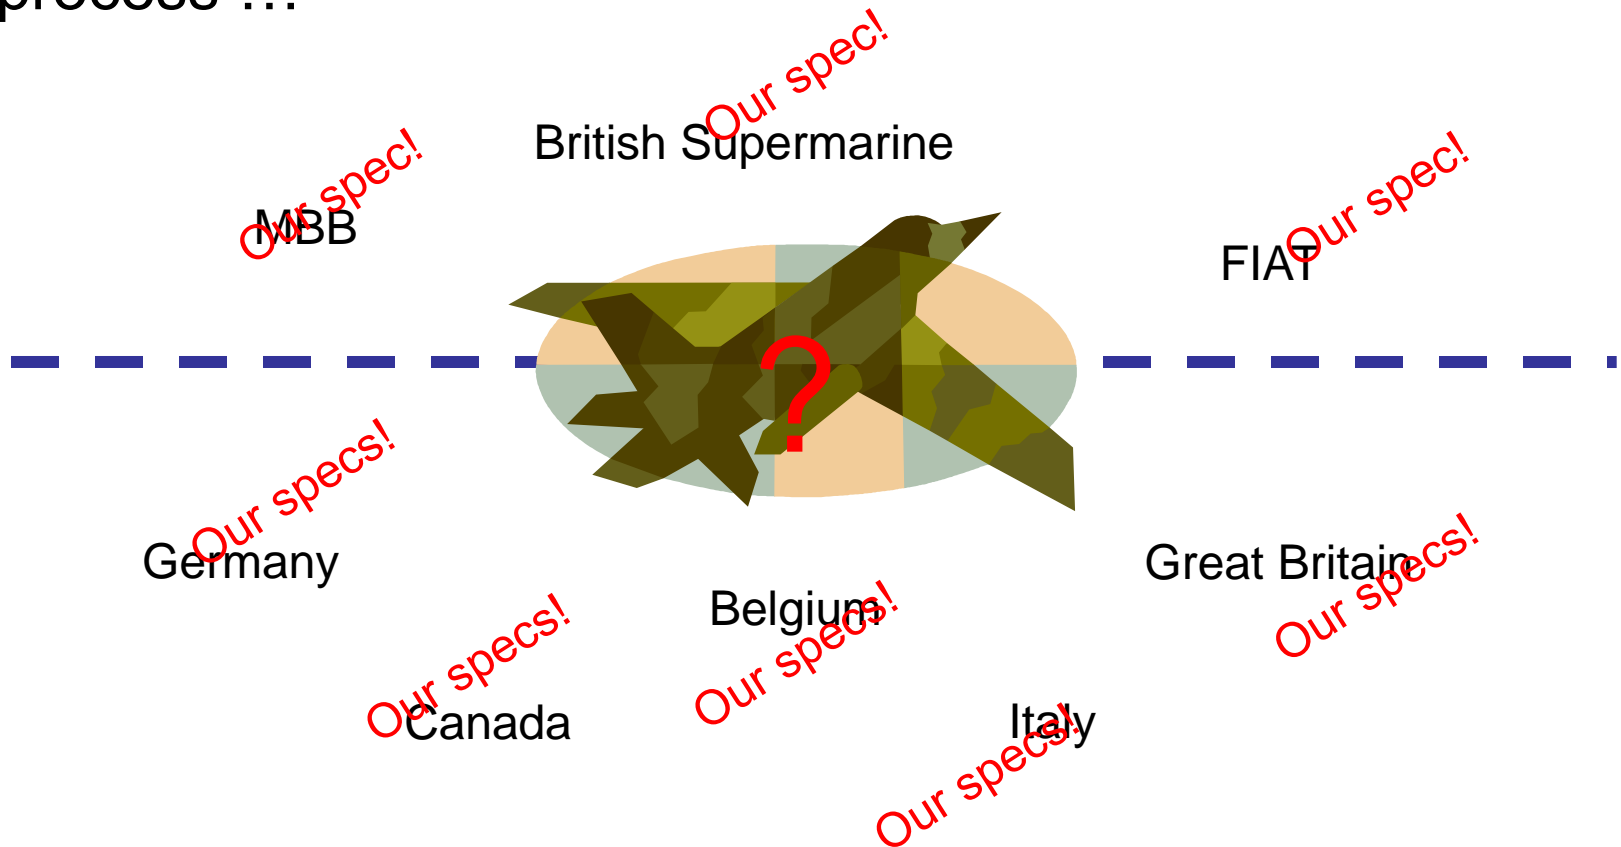 process ...
Our spec!
British Supermarine
Our spec!
MBB
Our spec!
FIAT
?
Our specs!
Germany
Great Britain
Our specs!
Belgium
Our specs!
Our specs!
Canada
Italy
Our specs!